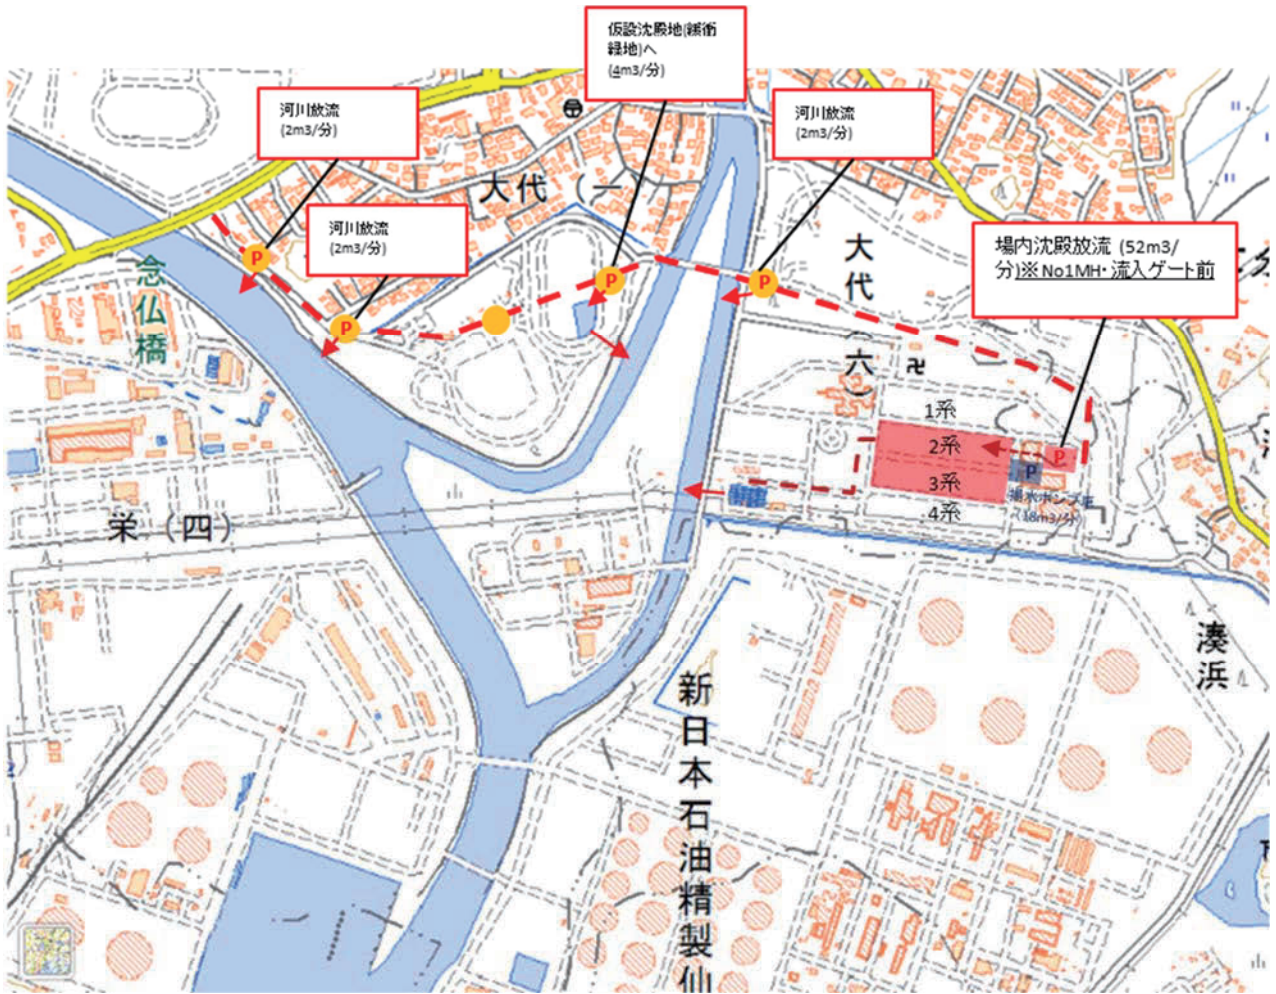 仮設沈殿地(緩衝
緑地)へ
(4m3/分)
河川放流
(2m3/分)
河川放流
(2m3/分)
河川放流
(2m3/分)
場内沈殿放流 (52m3/
分)※No1MH・流入ゲート前
大代(一
大代(六)
念仏橋
P
P
P
P
P
P
1系
2系
3系
4系
揚水ポンプ座
(18m3/分)
栄(四)
湊浜
新日本石油精製仙